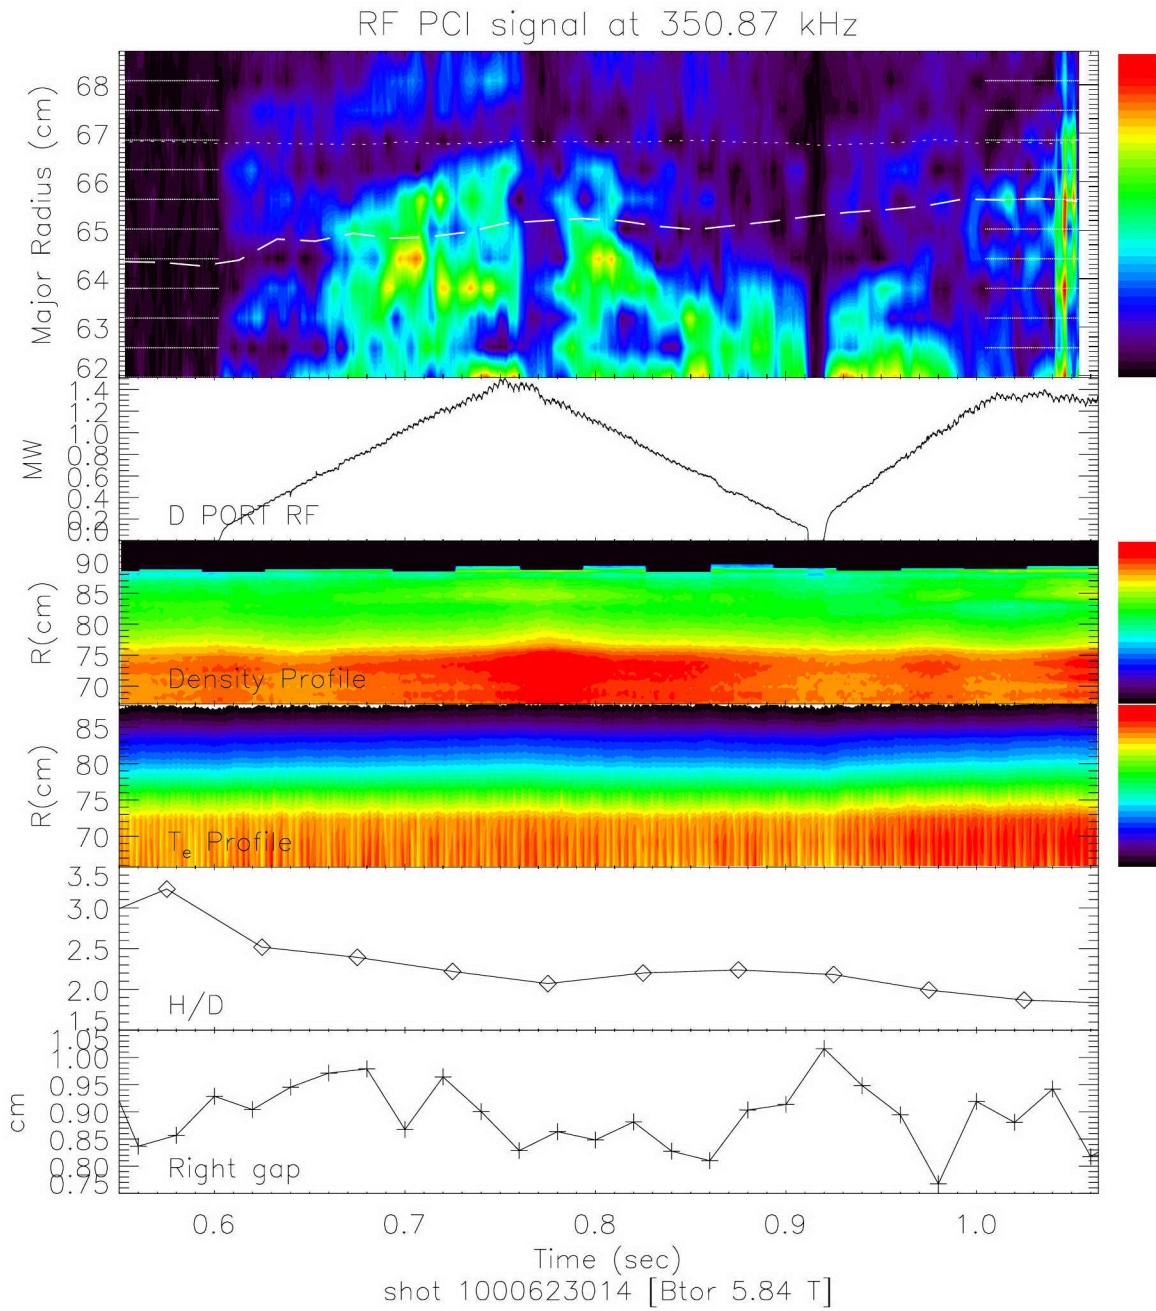 RF PCI signal at 350.87 kHz
Major Radius (cm)
68
67
66
65
64
63
62
MW
1.4
1.2
1.0
0.8
0.6
0.4
0.2
0.0
D PORT RF
R(cm)
90
85
80
75
70
Density Profile
R(cm)
85
80
75
70
Te Profile
3.5
3.0
2.5
2.0
1.5
H/D
cm
1.05
1.00
0.95
0.90
0.85
0.80
0.75
Right gap
0.6 0.7 0.8 0.9 1.0
Time (sec)
shot 1000623014 [Btor 5.84 T]